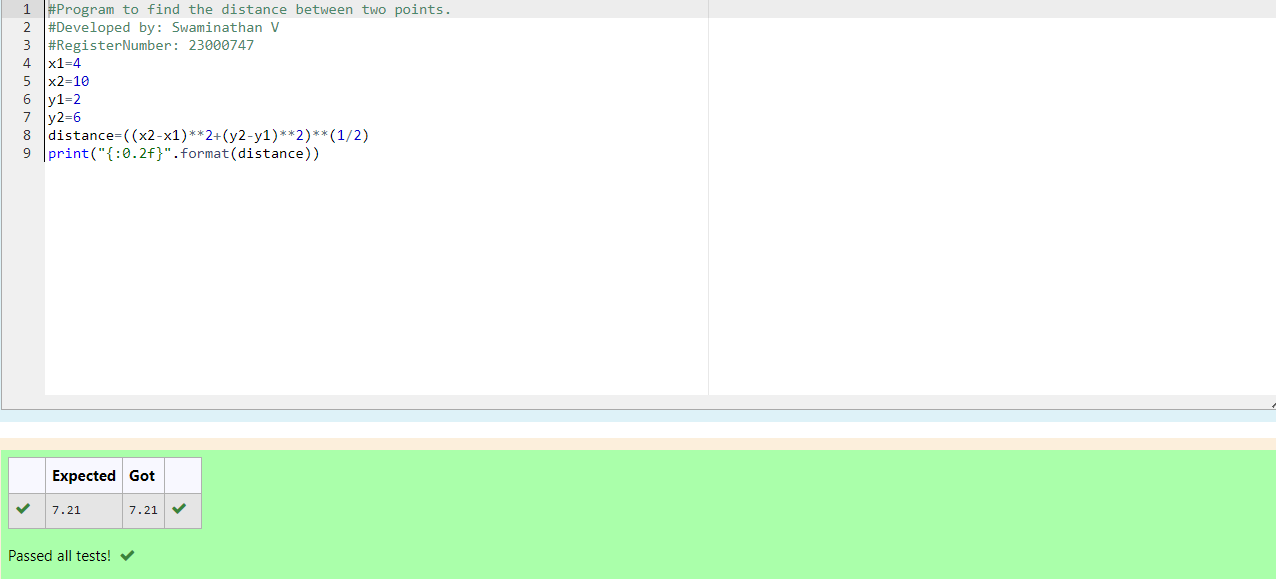 1 #Program to find the distance between two points.
2 #Developed by: Swaminathan V
3 #RegisterNumber: 23000747
4 x1=4
5 x2=10
6 y1=2
7 y2=6
8 distance=((x2-x1)**2+(y2-y1)**2)**(1/2)
9 print("{:0.2f}".format(distance))
Expected Got
7.21 7.21
Passed all tests!